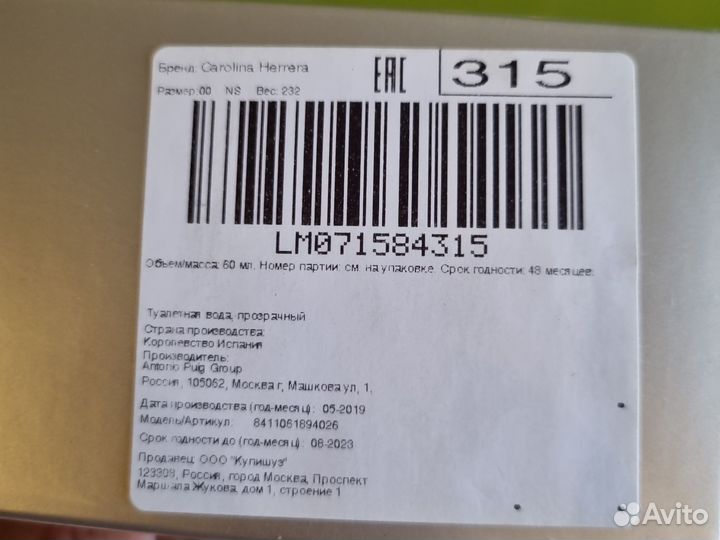 Бренд: Carolina Herrera
EAC
315
Размер:00 NS Вес: 232
LM071584315
Объем/масса: 60 мл. Номер партии: см. на упаковке. Срок годности: 48 месяцев.
Туалетная вода, прозрачный
Страна производства:
Королевство Испания
Производитель:
Antonio Puig Group
Россия, 105062, Москва г, Машкова ул, 1,
Дата производства (год-месяц): 05-2019
Модель/Артикул: 8411061894026
Срок годности до (год-месяц): 08-2023
Продавец: ООО "Купишуз"
123308, Россия, город Москва, Проспект
Маршала Жукова, дом 1, строение 1
Avito